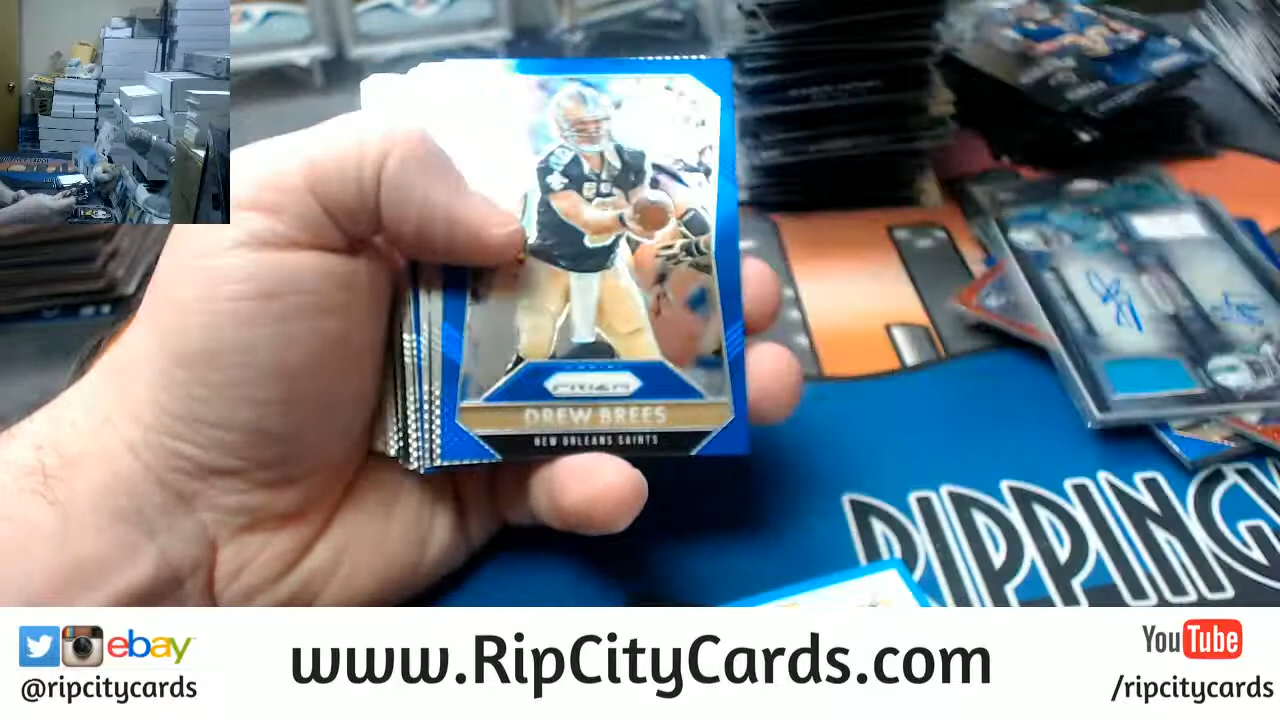 PRIZM
DREW BREES
NEW ORLEANS SAINTS
RIPPING
ebay
@ripcitycards
www.RipCityCards.com
YouTube
/ripcitycards